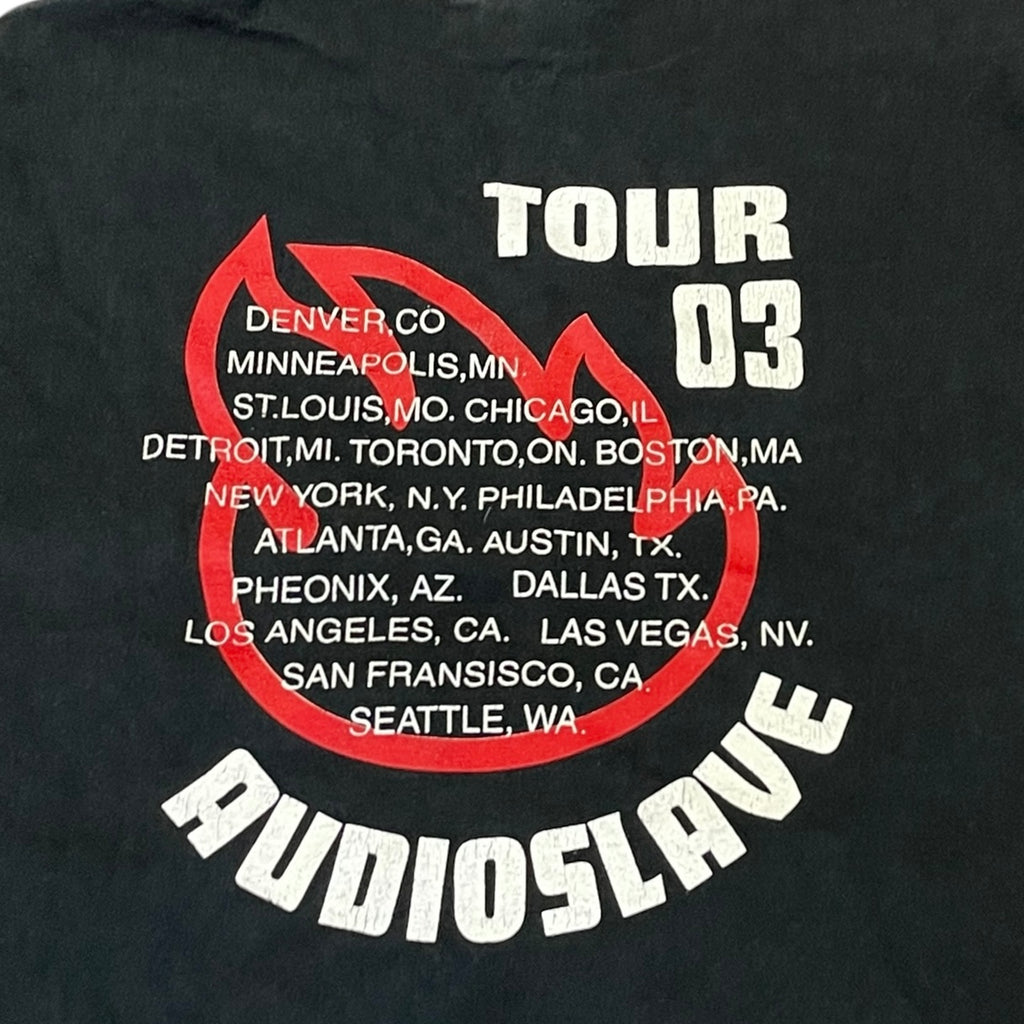 TOUR
03
DENVER,CO
MINNEAPOLIS,MN.
ST.LOUIS,MO. CHICAGO,IL
DETROIT,MI. TORONTO,ON. BOSTON,MA
NEW YORK, N.Y. PHILADELPHIA,PA.
ATLANTA,GA. AUSTIN, TX.
PHEONIX, AZ. DALLAS TX.
LOS ANGELES, CA. LAS VEGAS, NV.
SAN FRANSISCO, CA.
SEATTLE, WA.
AUDIOSLAVE